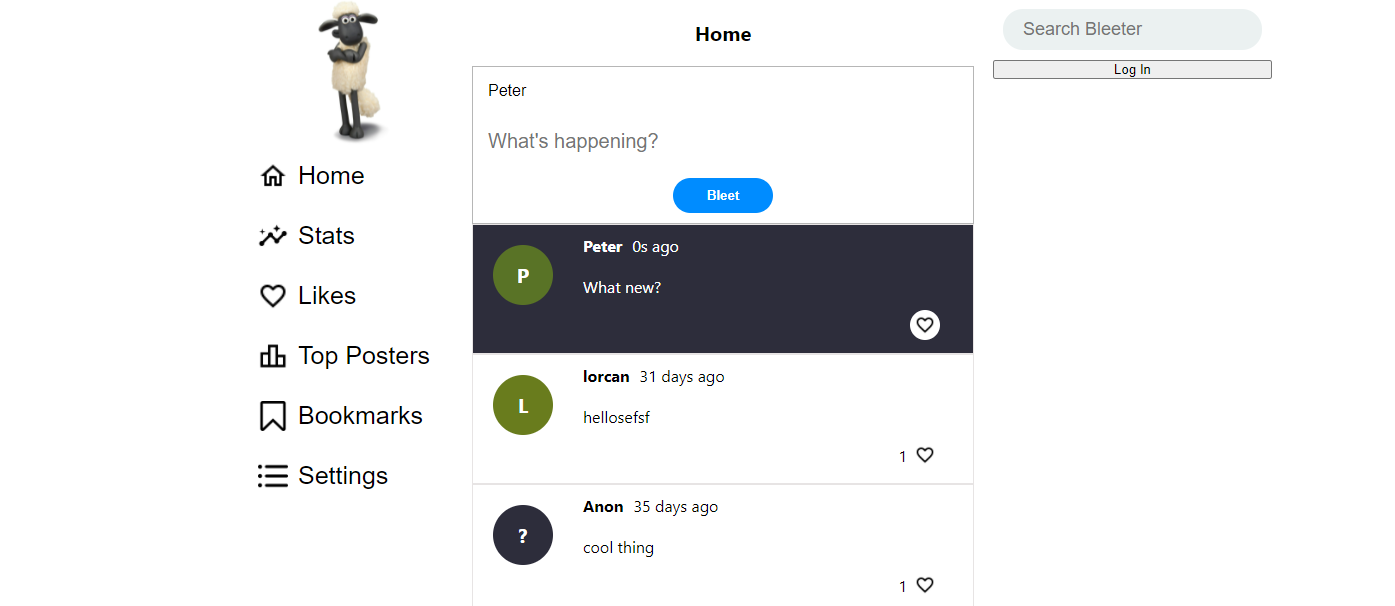 Home
Stats
Likes
Top Posters
Bookmarks
Settings
Home
Peter
What's happening?
Bleet
P
Peter 0s ago
What new?
L
lorcan 31 days ago
hellosefsf
1
?
Anon 35 days ago
cool thing
1
Search Bleeter
Log In